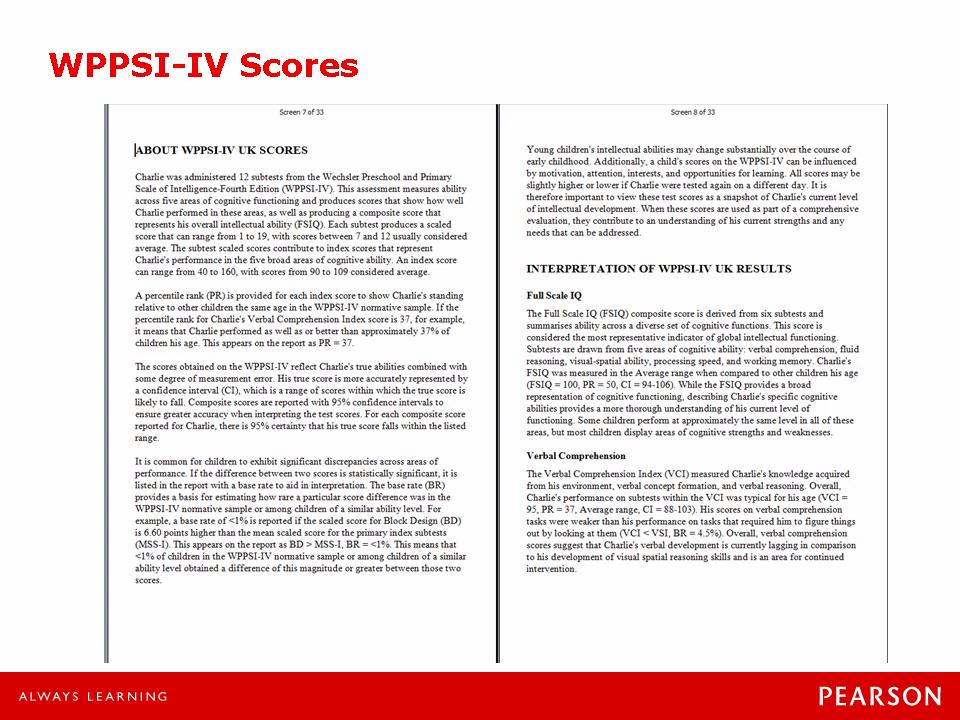 WPPSI-IV Scores
Screen 7 of 33
ABOUT WPPSI-IV UK SCORES
Charlie was administered 12 subtests from the Wechsler Preschool and Primary
Scale of Intelligence-Fourth Edition (WPPSI-IV). This assessment measures ability
across five areas of cognitive functioning and produces scores that show how well
Charlie performed in these areas, as well as producing a composite score that
represents his overall intellectual ability (FSIQ). Each subtest produces a scaled
score that can range from 1 to 19, with scores between 7 and 12 usually considered
average. The subtest scaled scores contribute to index scores that represent
Charlie's performance in the five broad areas of cognitive ability. An index score
can range from 40 to 160, with scores from 90 to 109 considered average.
A percentile rank (PR) is provided for each index score to show Charlie's standing
relative to other children the same age in the WPPSI-IV normative sample. If the
percentile rank for Charlie's Verbal Comprehension Index score is 37, for example,
it means that Charlie performed as well as or better than approximately 37% of
children his age. This appears on the report as PR = 37.
The scores obtained on the WPPSI-IV reflect Charlie's true abilities combined with
some degree of measurement error. His true score is more accurately represented by
a confidence interval (CI), which is a range of scores within which the true score is
likely to fall. Composite scores are reported with 95% confidence intervals to
ensure greater accuracy when interpreting the test scores. For each composite score
reported for Charlie, there is 95% certainty that his true score falls within the listed
range.
It is common for children to exhibit significant discrepancies across areas of
performance. If the difference between two scores is statistically significant, it is
listed in the report with a base rate to aid in interpretation. The base rate (BR)
provides a basis for estimating how rare a particular score difference was in the
WPPSI-IV normative sample or among children of a similar ability level. For
example, a base rate of <1% is reported if the scaled score for Block Design (BD)
is 6.60 points higher than the mean scaled score for the primary index subtests
(MSS-I). This appears on the report as BD > MSS-I, BR = <1%. This means that
<1% of children in the WPPSI-IV normative sample or among children of a similar
ability level obtained a difference of this magnitude or greater between those two
scores.
Screen 8 of 33
Young children's intellectual abilities may change substantially over the course of
early childhood. Additionally, a child's scores on the WPPSI-IV can be influenced
by motivation, attention, interests, and opportunities for learning. All scores may be
slightly higher or lower if Charlie were tested again on a different day. It is
therefore important to view these test scores as a snapshot of Charlie's current level
of intellectual development. When these scores are used as part of a comprehensive
evaluation, they contribute to an understanding of his current strengths and any
needs that can be addressed.
INTERPRETATION OF WPPSI-IV UK RESULTS
Full Scale IQ
The Full Scale IQ (FSIQ) composite score is derived from six subtests and
summarises ability across a diverse set of cognitive functions. This score is
considered the most representative indicator of global intellectual functioning.
Subtests are drawn from five areas of cognitive ability: verbal comprehension, fluid
reasoning, visual-spatial ability, processing speed, and working memory. Charlie's
FSIQ was measured in the Average range when compared to other children his age
(FSIQ = 100, PR = 50, CI = 94-106). While the FSIQ provides a broad
representation of cognitive functioning, describing Charlie's specific cognitive
abilities provides a more thorough understanding of his current level of
functioning. Some children perform at approximately the same level in all of these
areas, but most children display areas of cognitive strengths and weaknesses.
Verbal Comprehension
The Verbal Comprehension Index (VCI) measured Charlie's knowledge acquired
from his environment, verbal concept formation, and verbal reasoning. Overall,
Charlie's performance on subtests within the VCI was typical for his age (VCI =
95, PR = 37, Average range, CI = 88-103). His scores on verbal comprehension
tasks were weaker than his performance on tasks that required him to figure things
out by looking at them (VCI < VSI, BR = 4.5%). Overall, verbal comprehension
scores suggest that Charlie's verbal development is currently lagging in comparison
to his development of visual spatial reasoning skills and is an area for continued
intervention.
ALWAYS LEARNING
PEARSON